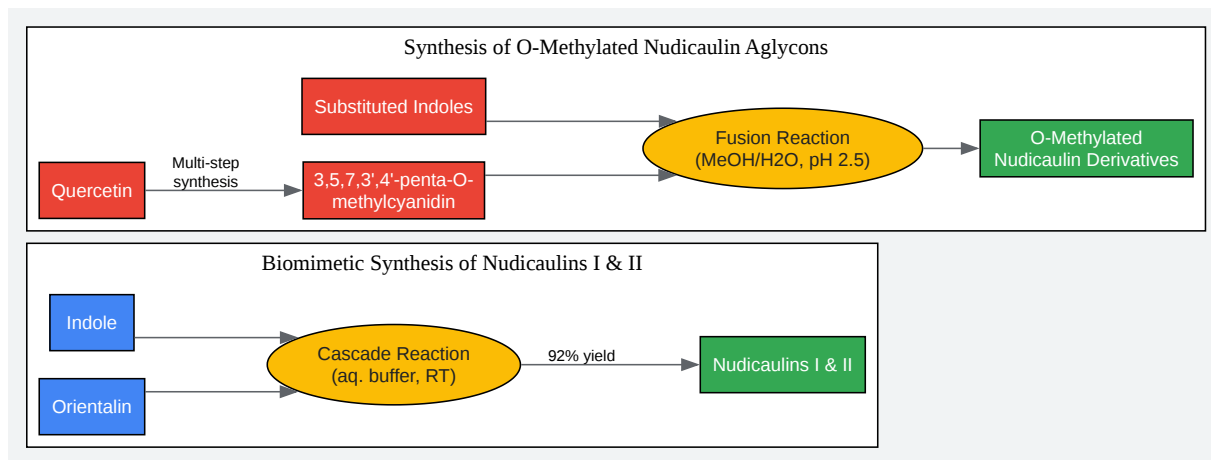 Synthesis of O-Methylated Nudicaulin Aglycons
Substituted Indoles
Quercetin
Multi-step
synthesis
3,5,7,3',4'-penta-O-
methylcyanidin
Fusion Reaction
(MeOH/H2O, pH 2.5)
O-Methylated
Nudicaulin Derivatives
Biomimetic Synthesis of Nudicaulins I & II
Indole
Orientalin
Cascade Reaction
(aq. buffer, RT)
92% yield
Nudicaulins I & II